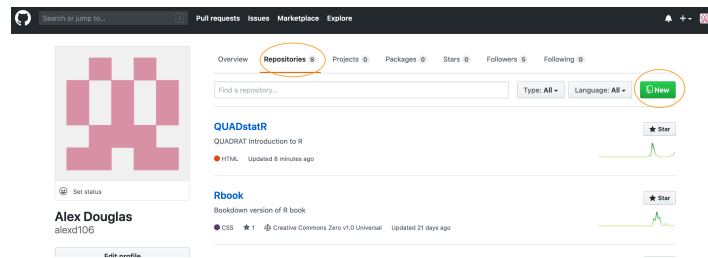 Search or jump to... /
Pull requests Issues Marketplace Explore
Overview Repositories 9 Projects 0 Packages 0 Stars 0 Followers 5 Following 0
Find a repository...
Type: All
Language: All
New
QUADstatR
Star
QUADRAT Introduction to R
HTML Updated 8 minutes ago
Set status
Rbook
Star
Bookdown version of R book
Alex Douglas
alexd106
CSS 1 Creative Commons Zero v1.0 Universal Updated 21 days ago
Edit profile